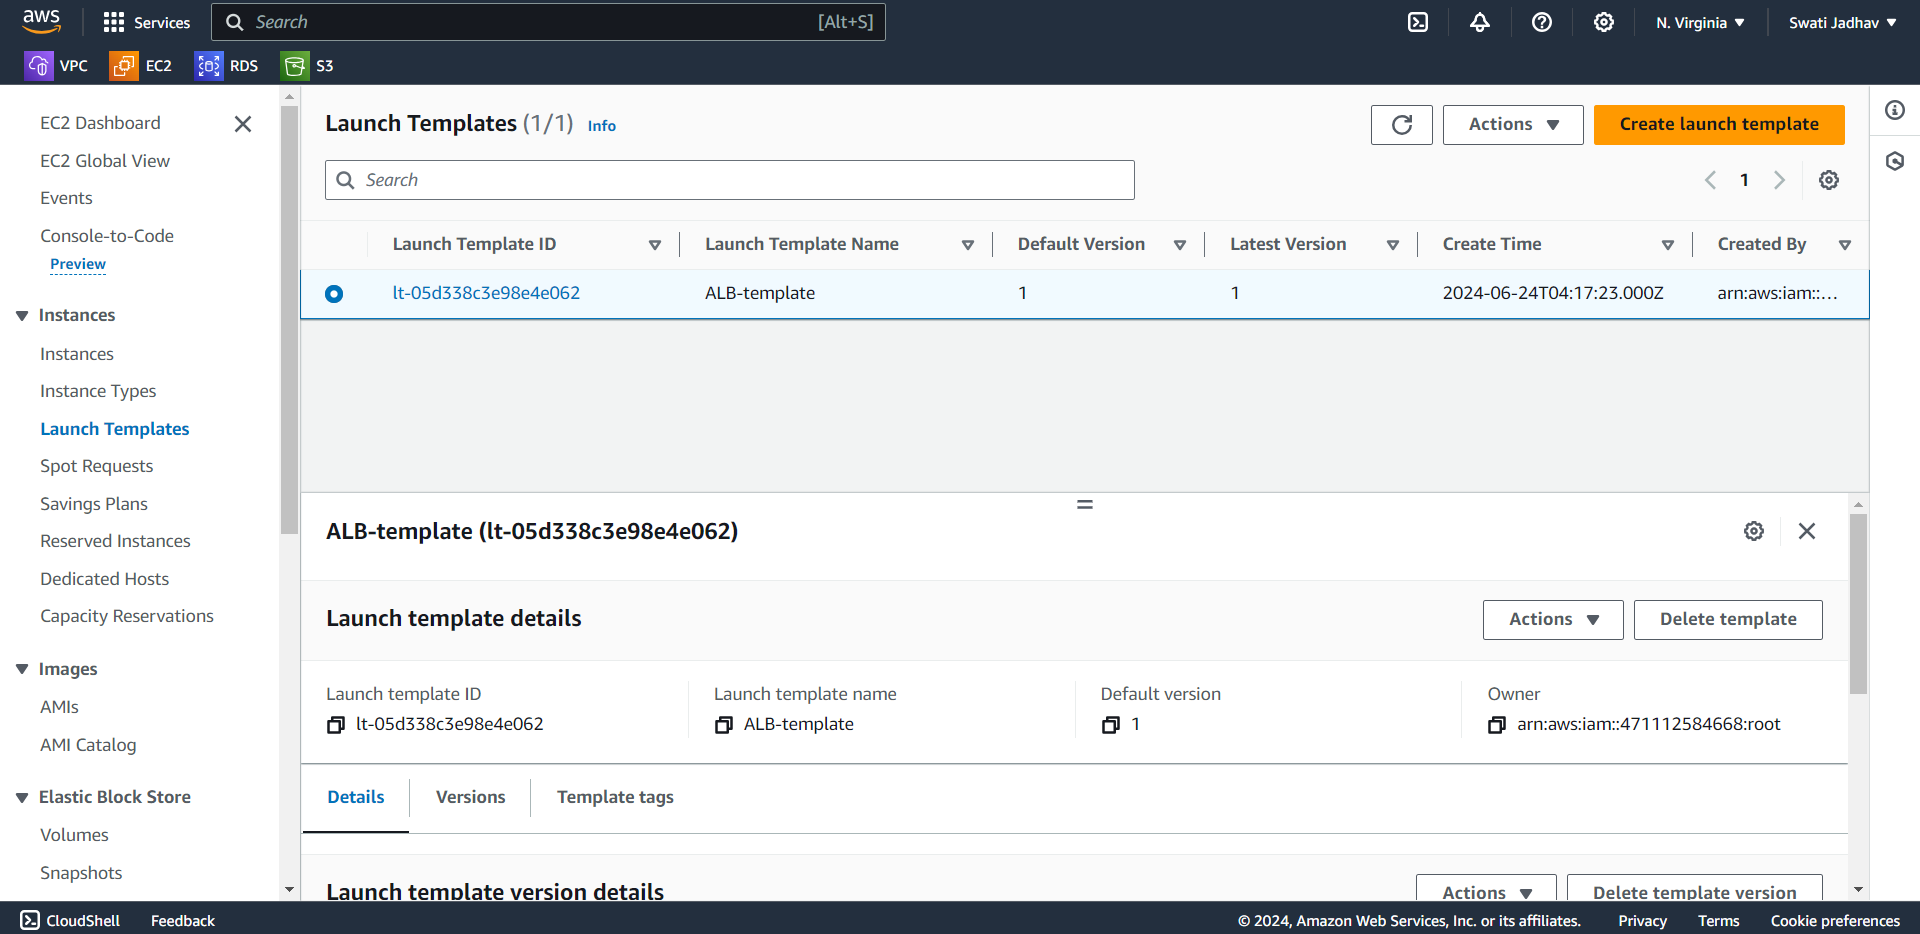 aws
Services
Search
[Alt+S]
N. Virginia
Swati Jadhav
VPC
EC2
RDS
S3
EC2 Dashboard
EC2 Global View
Events
Console-to-Code
Preview
Instances
Instances
Instance Types
Launch Templates
Spot Requests
Savings Plans
Reserved Instances
Dedicated Hosts
Capacity Reservations
Images
AMIs
AMI Catalog
Elastic Block Store
Volumes
Snapshots
Launch Templates (1/1) Info
Actions
Create launch template
Search
1
Launch Template ID
Launch Template Name
Default Version
Latest Version
Create Time
Created By
lt-05d338c3e98e4e062
ALB-template
1
1
2024-06-24T04:17:23.000Z
arn:aws:iam::...
ALB-template (lt-05d338c3e98e4e062)
Launch template details
Actions
Delete template
Launch template ID
lt-05d338c3e98e4e062
Launch template name
ALB-template
Default version
1
Owner
arn:aws:iam::471112584668:root
Details
Versions
Template tags
Launch template version details
Actions
Delete template version
CloudShell
Feedback
© 2024, Amazon Web Services, Inc. or its affiliates.
Privacy
Terms
Cookie preferences